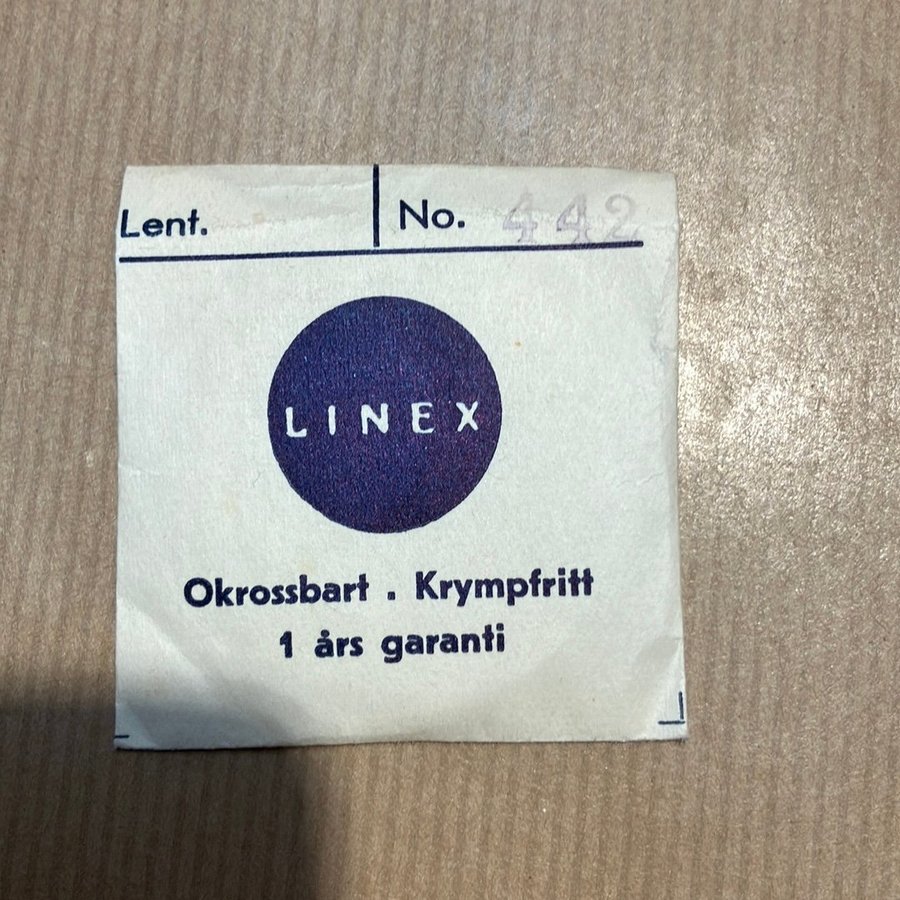 Lent. No. 442
LINEX
Okrossbart . Krympfritt
1 års garanti